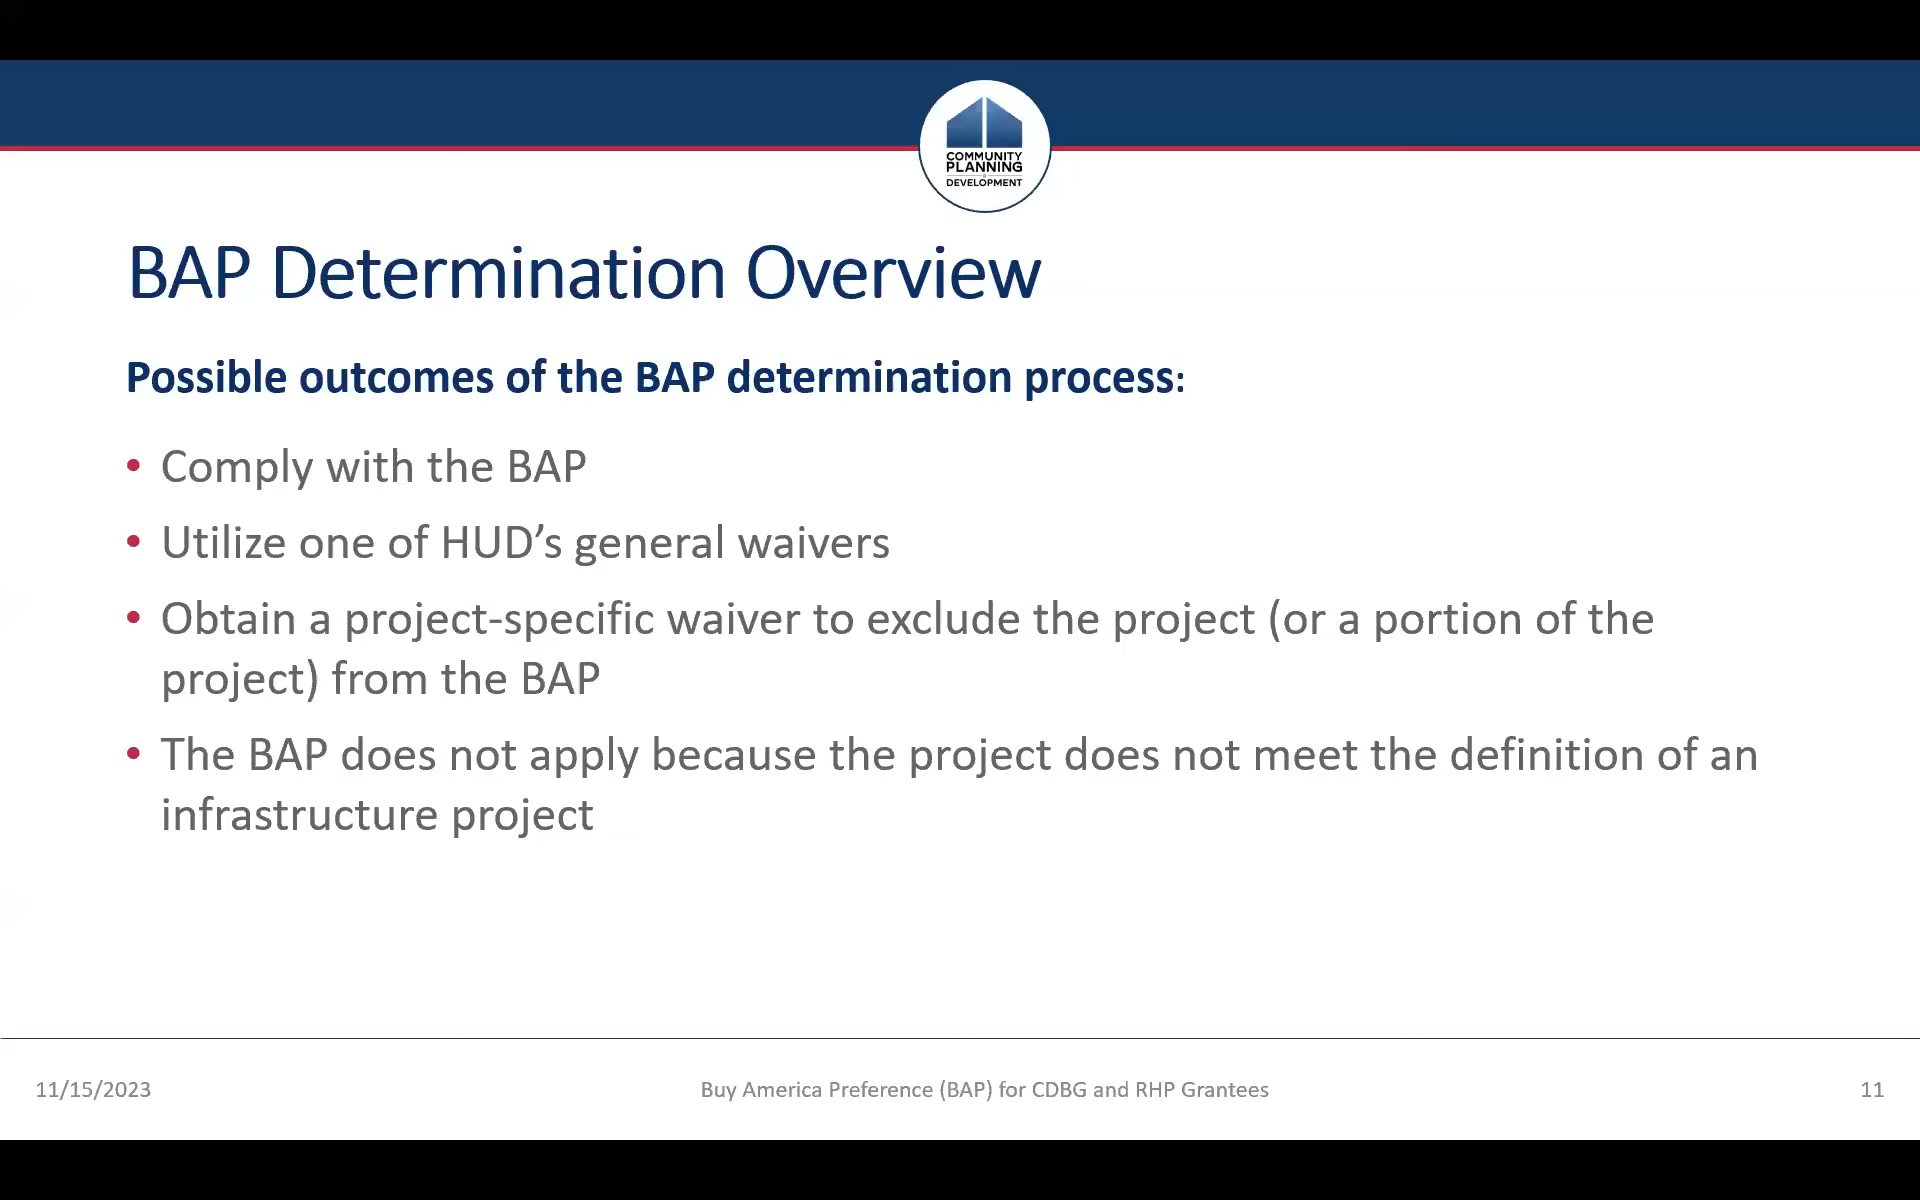 COMMUNITY
PLANNING
DEVELOPMENT
BAP Determination Overview
Possible outcomes of the BAP determination process:
• Comply with the BAP
• Utilize one of HUD’s general waivers
• Obtain a project-specific waiver to exclude the project (or a portion of the
project) from the BAP
• The BAP does not apply because the project does not meet the definition of an
infrastructure project
11/15/2023
Buy America Preference (BAP) for CDBG and RHP Grantees
11